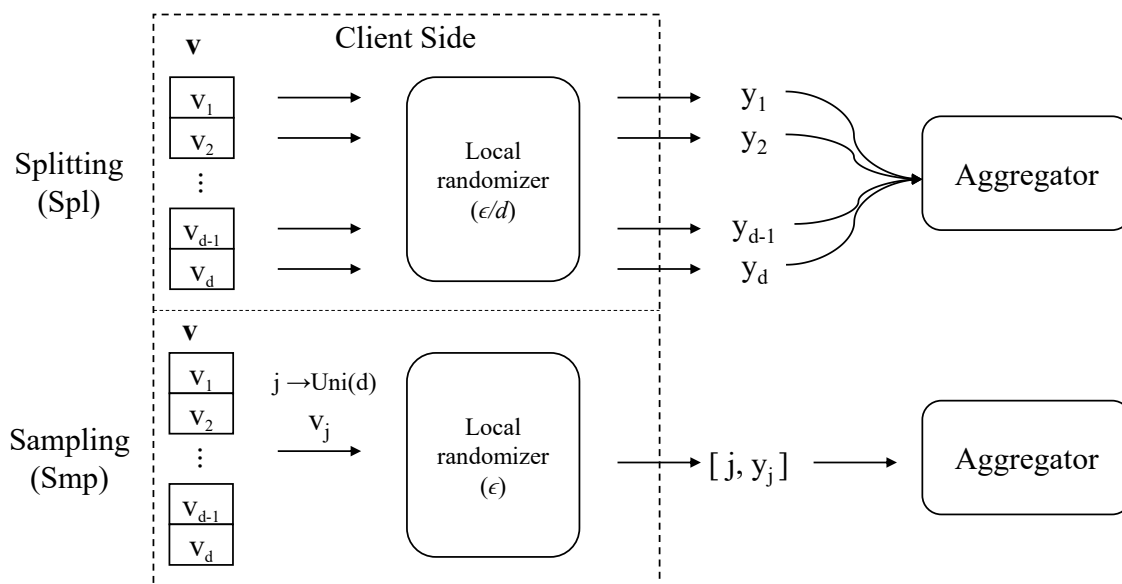 Client Side
v
v1
v2
⋮
vd-1
vd
Splitting
(Spl)
Local
randomizer
(ϵ/d)
y1
y2
yd-1
yd
Aggregator
v
v1
v2
⋮
vd-1
vd
Sampling
(Smp)
j →Uni(d)
vj
Local
randomizer
(ϵ)
[ j, yj ]
Aggregator